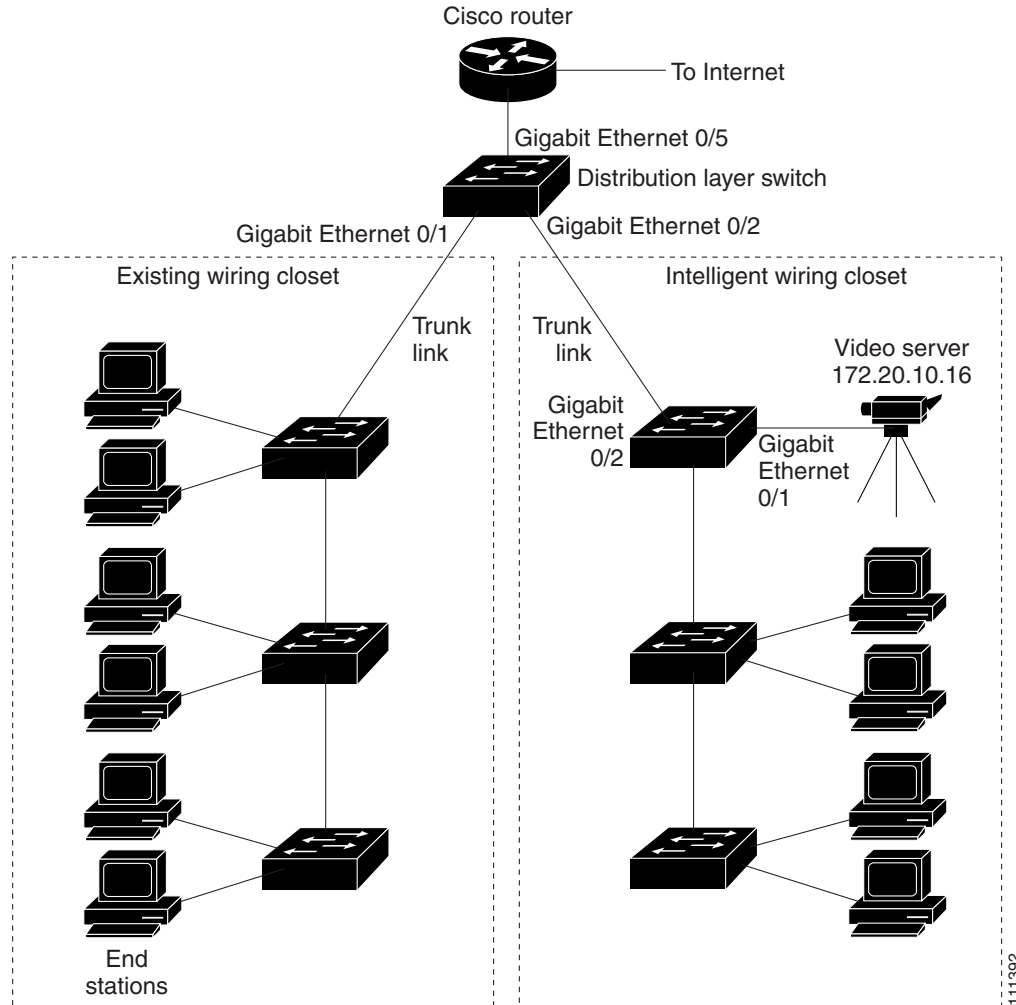 Cisco router
To Internet
Gigabit Ethernet 0/5
Distribution layer switch
Gigabit Ethernet 0/1
Gigabit Ethernet 0/2
Existing wiring closet
Intelligent wiring closet
Trunk
link
Trunk
link
Video server
172.20.10.16
Gigabit
Ethernet
0/2
Gigabit
Ethernet
0/1
End
stations
111392